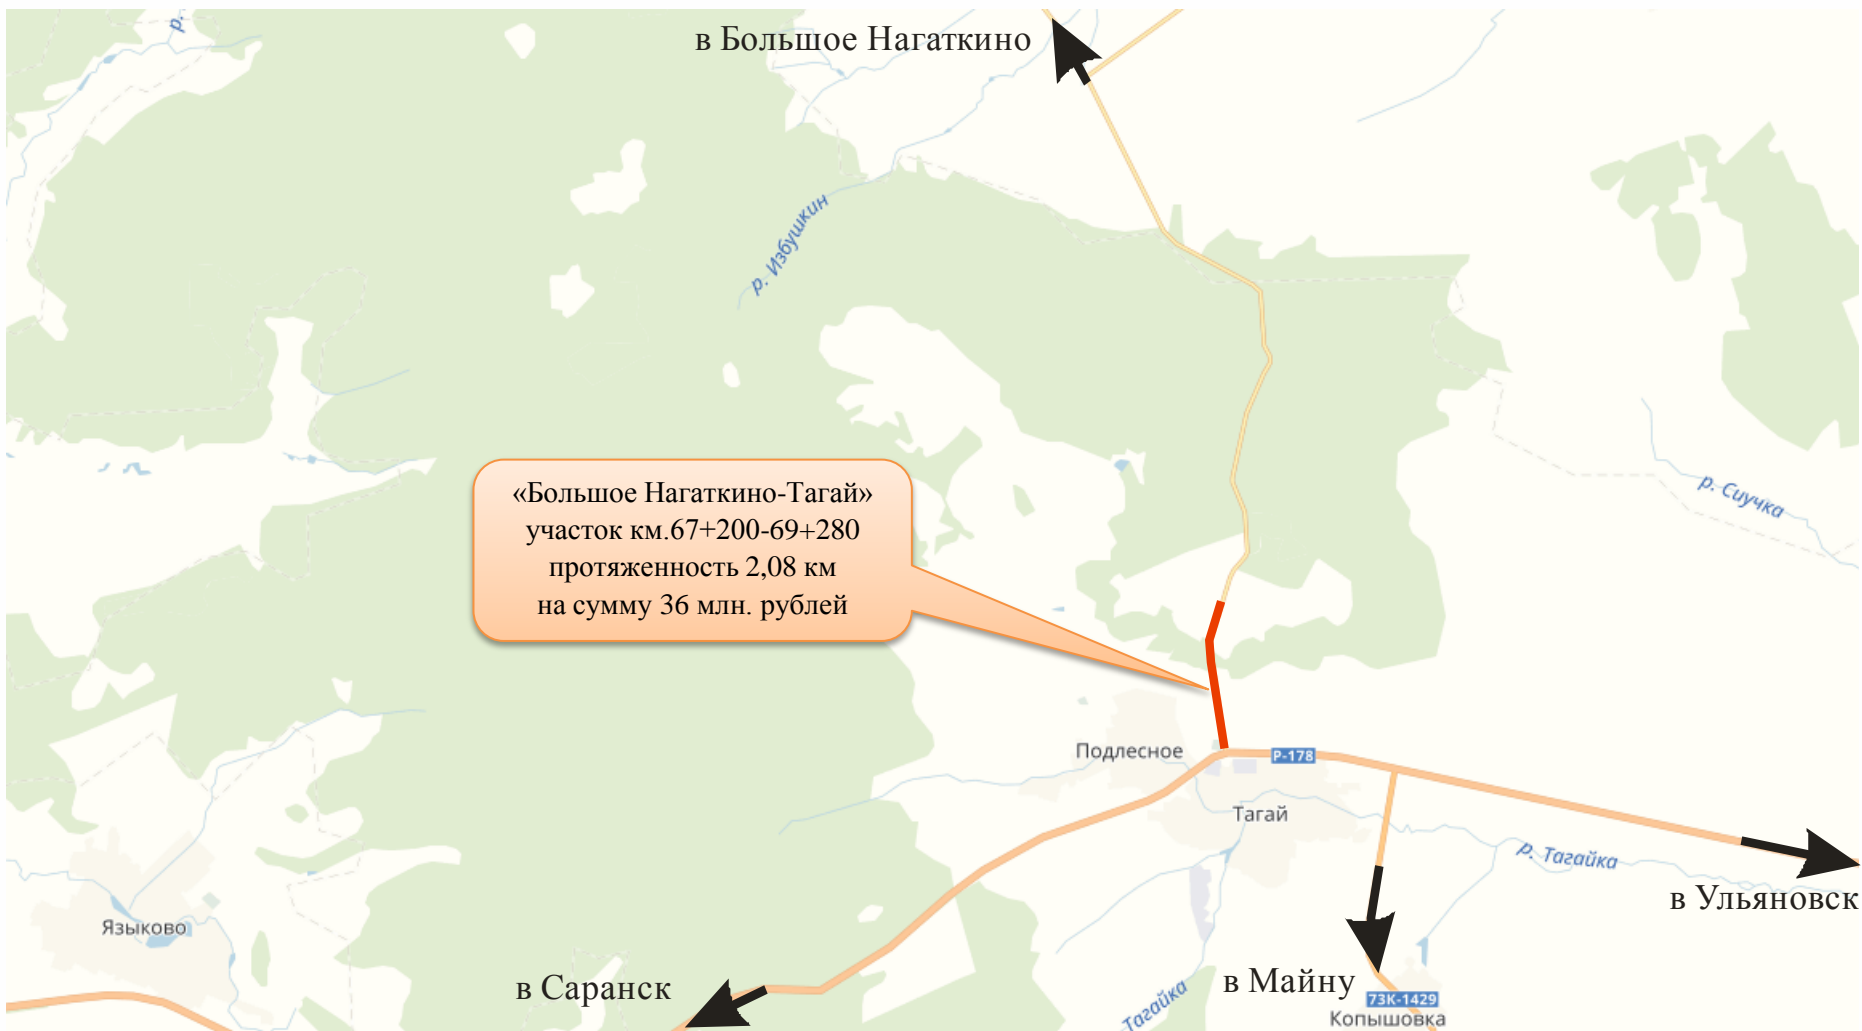 р.
в Большое Нагаткино
р. Избушкин
«Большое Нагаткино-Тагай»
участок км.67+200-69+280
протяженность 2,08 км
на сумму 36 млн. рублей
р. Сиучка
Подлесное
Р-178
Тагай
р. Тагайка
в Ульяновск
Языково
в Саранск
в Майну
73К-1429
Тагайка
Копышовка